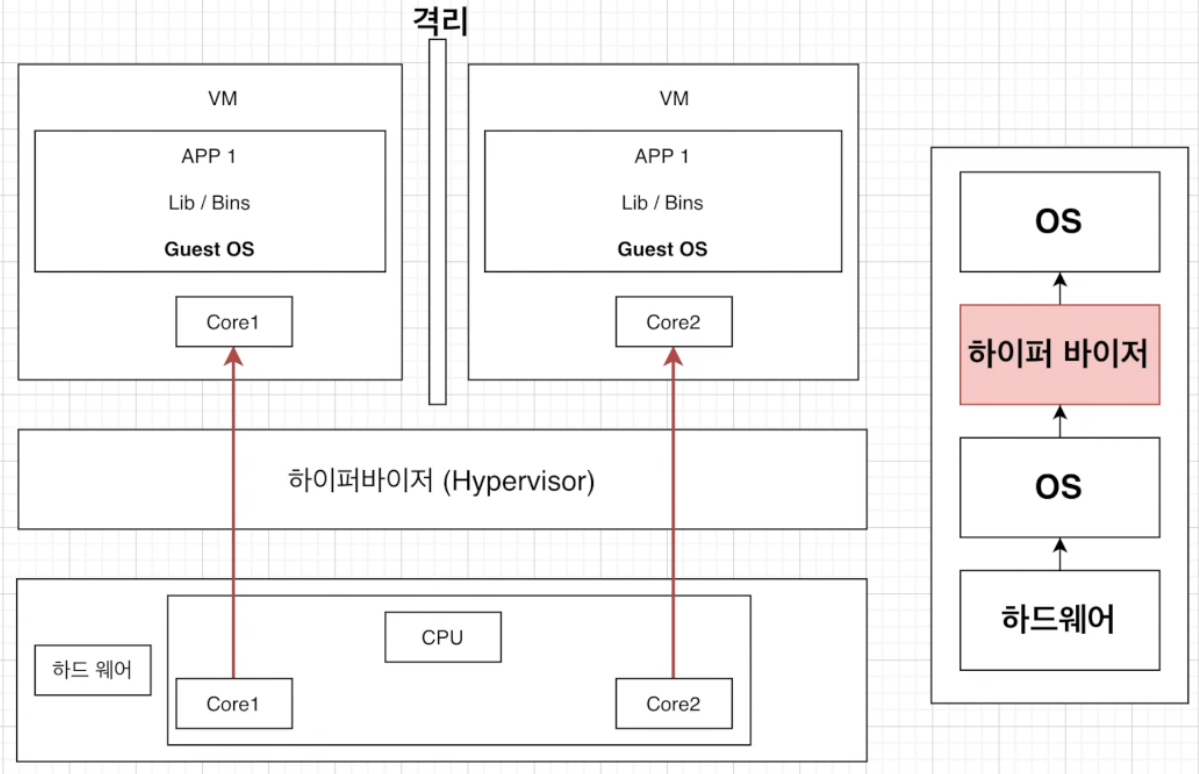 격리
VM
APP 1
Lib / Bins
Guest OS
Core1
VM
APP 1
Lib / Bins
Guest OS
Core2
하이퍼바이저 (Hypervisor)
하드 웨어
CPU
Core1
Core2
OS
하이퍼 바이저
OS
하드웨어